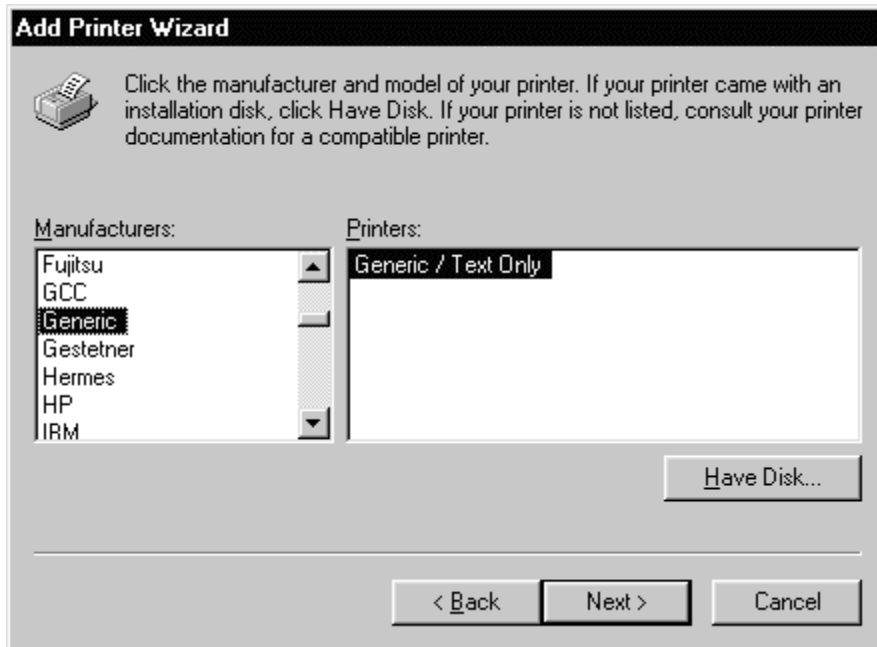 Add Printer Wizard
Click the manufacturer and model of your printer. If your printer came with an
installation disk, click Have Disk. If your printer is not listed, consult your printer
documentation for a compatible printer.
Manufacturers:
Printers:
Fujitsu
GCC
Generic
Gestetner
Hermes
HP
IBM
Generic / Text Only
Have Disk...
< Back
Next >
Cancel